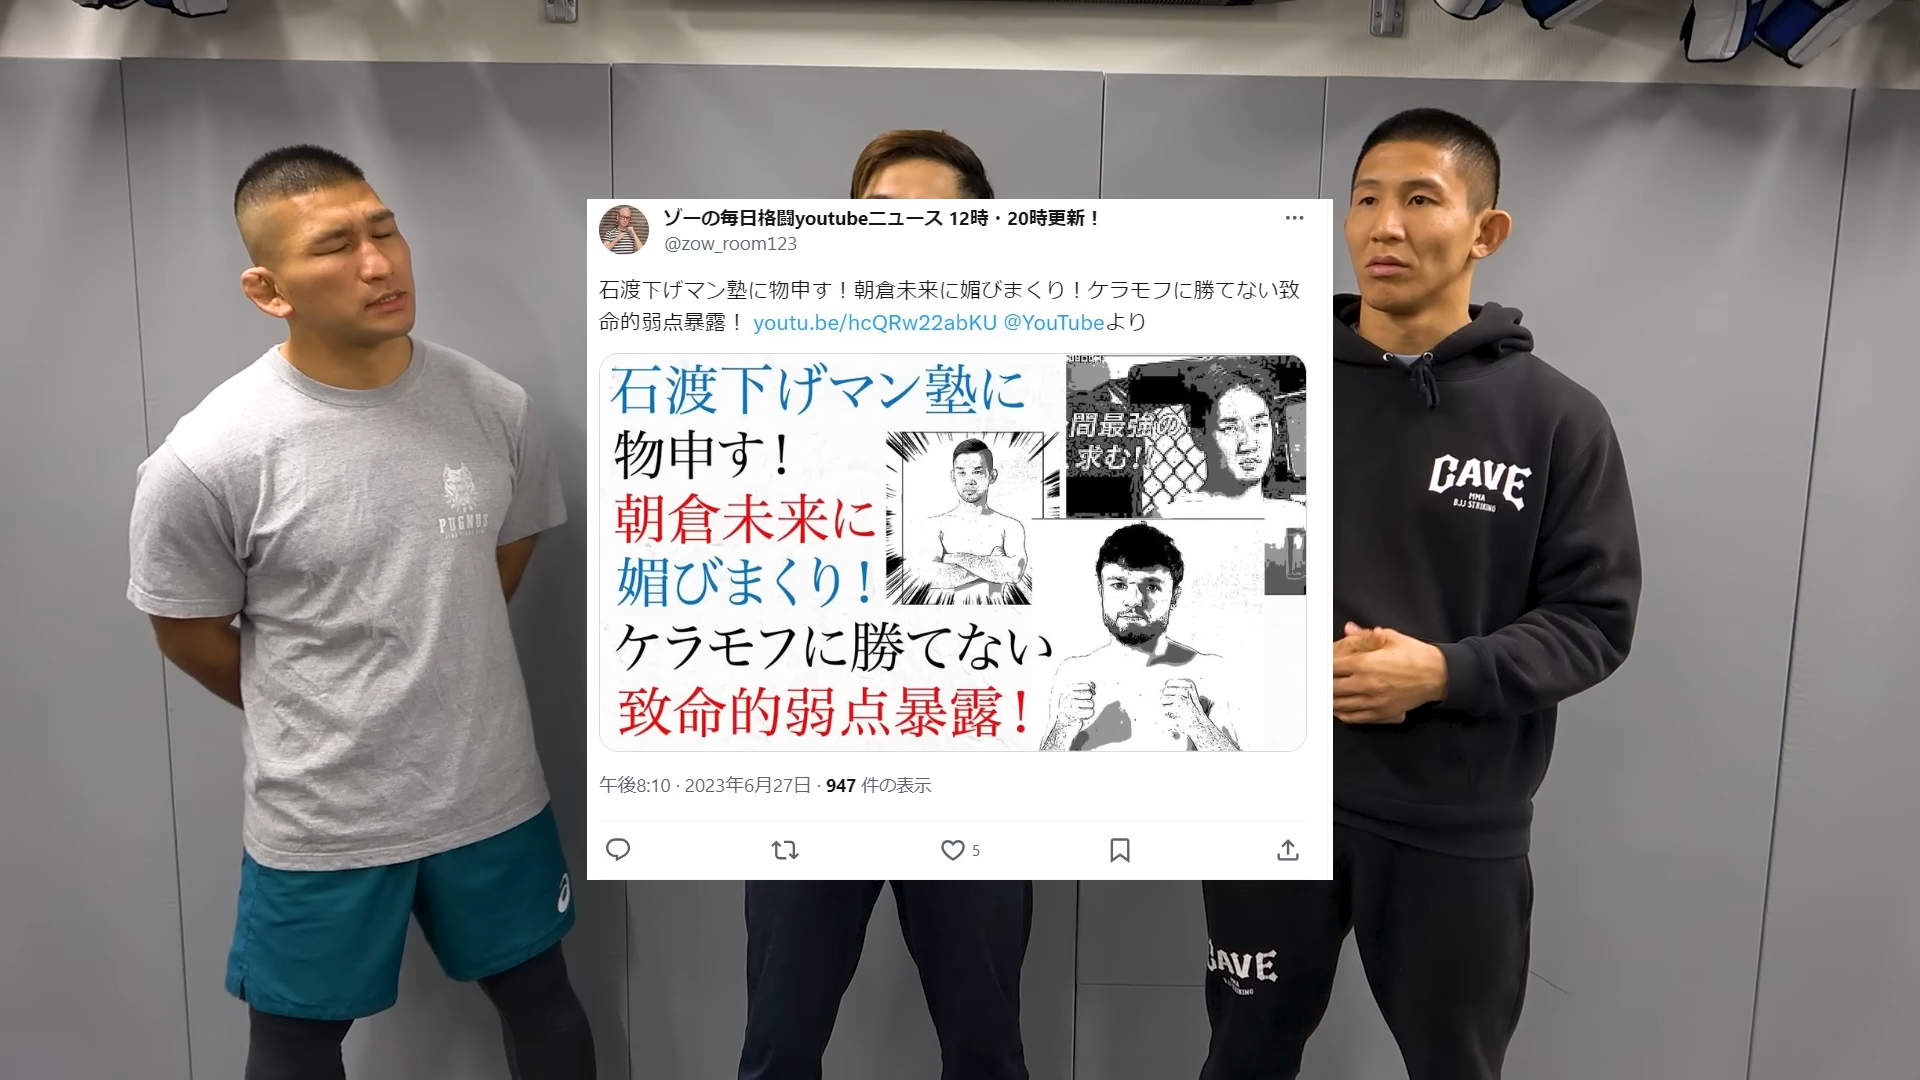 ゾーの毎日格闘youtubeニュース 12時・20時更新！
@zow_room123
石渡下げマン塾に物申す！朝倉未来に媚びまくり！ケラモフに勝てない致
命的弱点暴露！ youtu.be/hcQRw22abKU @YouTubeより
石渡下げマン塾に
物申す！
朝倉未来に
媚びまくり！
ケラモフに勝てない
致命的弱点暴露！
間最強の
求む!!
午後8:10 · 2023年6月27日 · 947 件の表示
5
PUGNUS
CAVE
MMA
BJJ STRIKING
CAVE